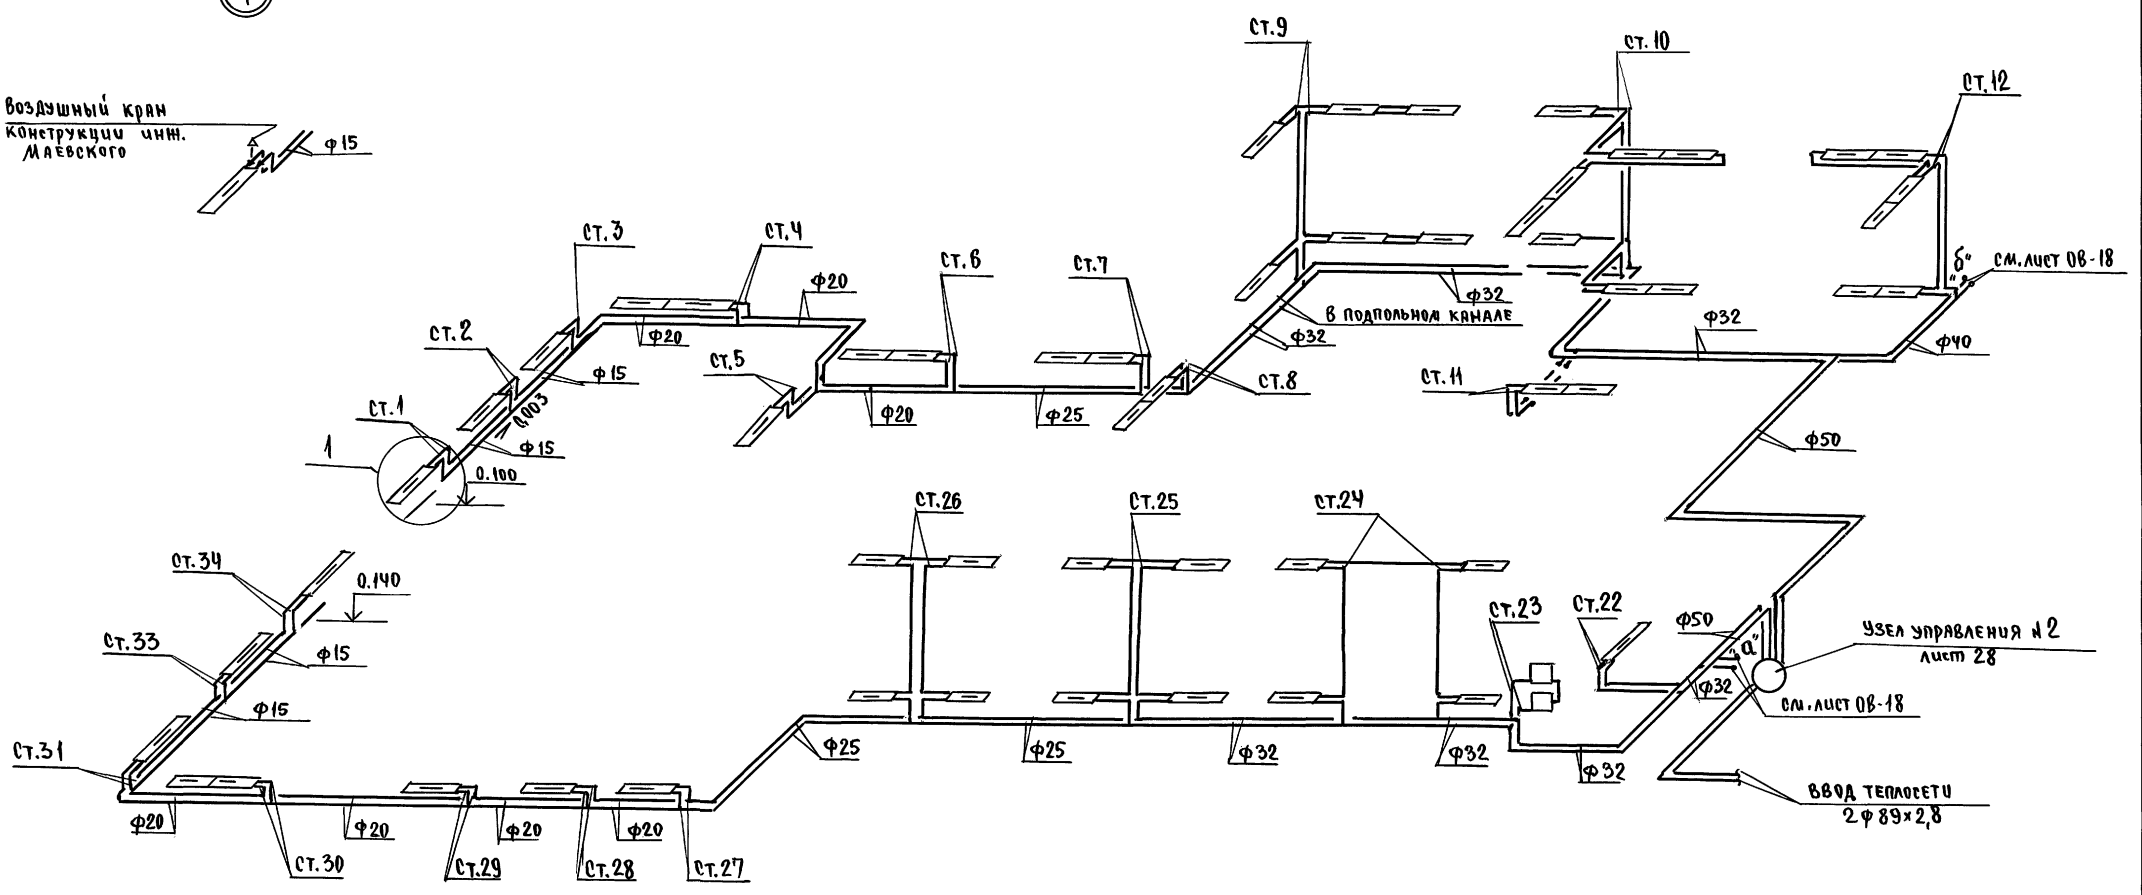 1
Воздушный кран
конструкции инж.
Маевского
ф15
Ст.9
Ст.10
Ст.12
Ст.3
Ст.4
ф20
Ст.6
Ст.7
"б"
См. лист ОВ-18
ф32
В подпольном канале
ф32
ф32
ф40
Ст.2
ф20
ф15
Ст.5
Ст.8
Ст.11
Ст.1
0,003
ф20
ф25
1
ф15
0.100
ф50
Ст.26
Ст.25
Ст.24
Ст.34
0.140
Ст.23
Ст.22
ф50
"а"
Узел управления №2
лист 28
Ст.33
ф15
ф32
См. лист ОВ-18
ф15
Ст.31
ф25
ф25
ф32
ф32
ф32
Ввод теплосети
2ф89×2,8
ф20
ф20
ф20
ф20
Ст.30
Ст.29
Ст.28
Ст.27